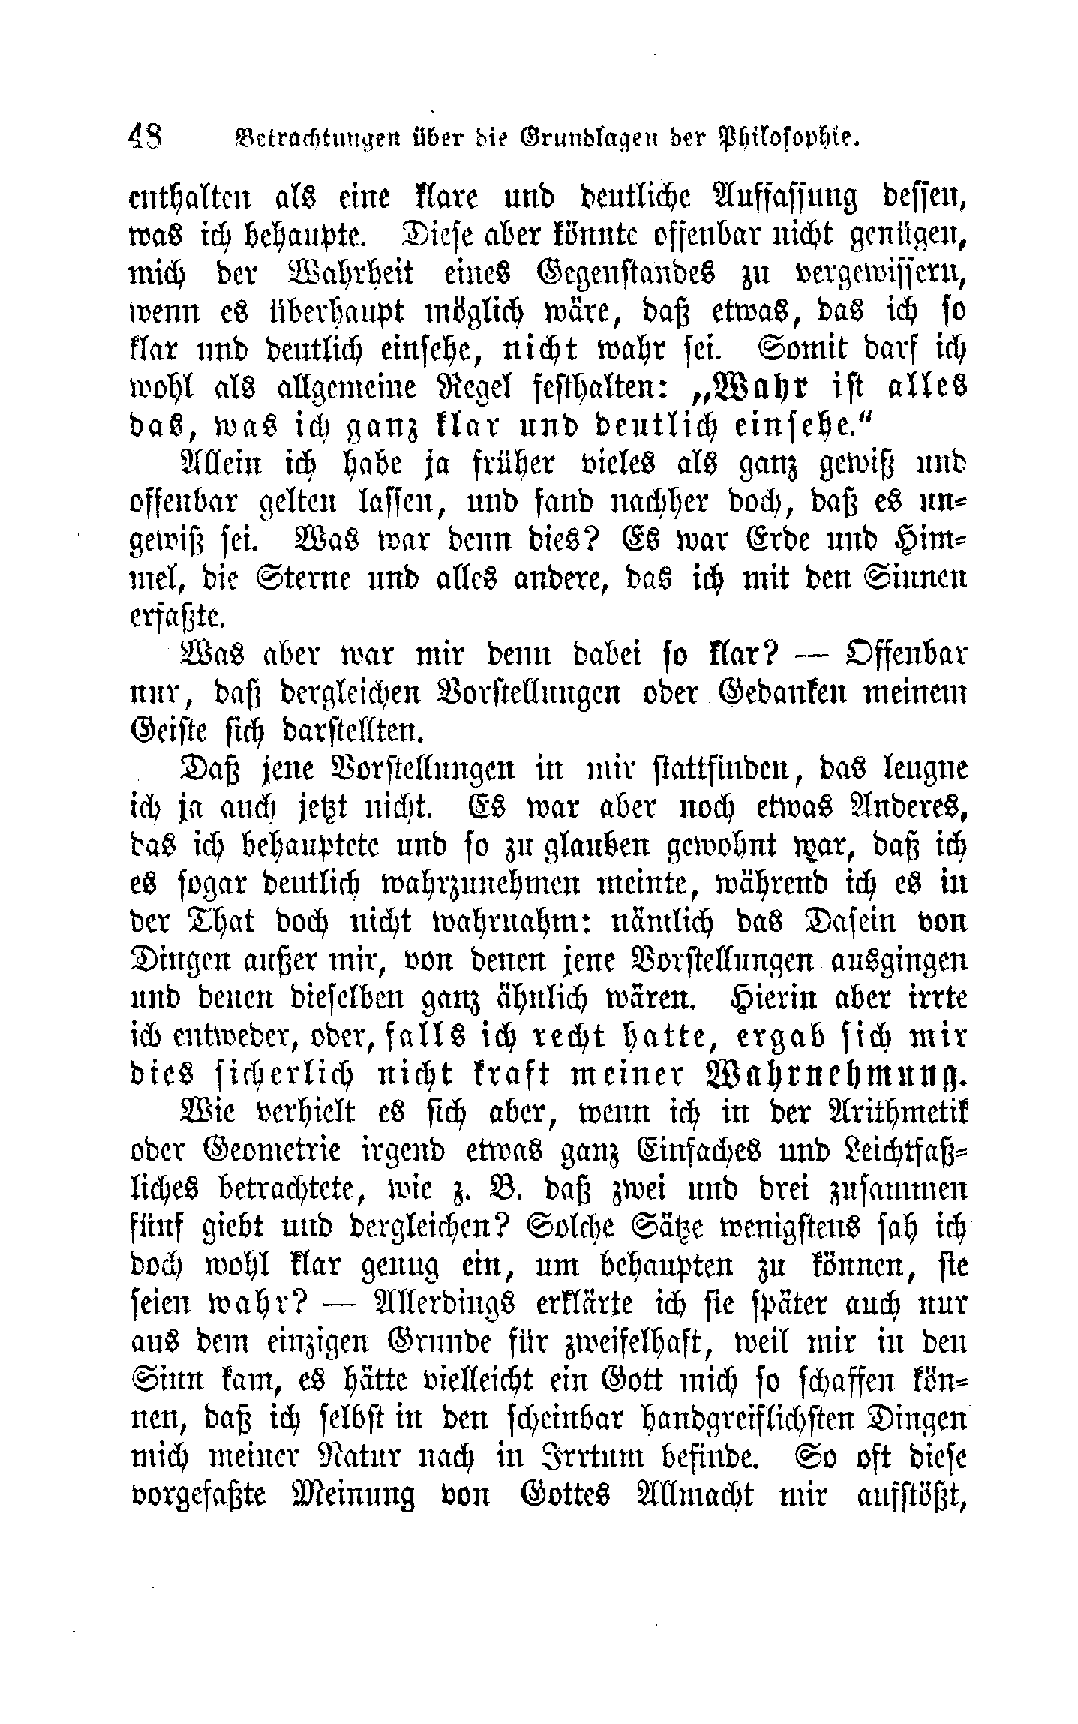 48 Betrachtungen über die Grundlagen der Philosophie.
enthalten als eine klare und deutliche Auffassung dessen,
was ich behaupte. Diese aber könnte offenbar nicht genügen,
mich der Wahrheit eines Gegenstandes zu vergewissern,
wenn es überhaupt möglich wäre, daß etwas, das ich so
klar und deutlich einsehe, nicht wahr sei. Somit darf ich
wohl als allgemeine Regel festhalten: „Wahr ist alles
das, was ich ganz klar und deutlich einsehe.“
Allein ich habe ja früher vieles als ganz gewiß und
offenbar gelten lassen, und fand nachher doch, daß es un-
gewiß sei. Was war denn dies? Es war Erde und Him-
mel, die Sterne und alles andere, das ich mit den Sinnen
erfaßte.
Was aber war mir denn dabei so klar? — Offenbar
nur, daß dergleichen Vorstellungen oder Gedanken meinem
Geiste sich darstellten.
Daß jene Vorstellungen in mir stattfinden, das leugne
ich ja auch jetzt nicht. Es war aber noch etwas Anderes,
das ich behauptete und so zu glauben gewohnt war, daß ich
es sogar deutlich wahrzunehmen meinte, während ich es in
der That doch nicht wahrnahm: nämlich das Dasein von
Dingen außer mir, von denen jene Vorstellungen ausgingen
und denen dieselben ganz ähnlich wären. Hierin aber irrte
ich entweder, oder, falls ich recht hatte, ergab sich mir
dies sicherlich nicht kraft meiner Wahrnehmung.
Wie verhielt es sich aber, wenn ich in der Arithmetik
oder Geometrie irgend etwas ganz Einfaches und Leichtfaß-
liches betrachtete, wie z. B. daß zwei und drei zusammen
fünf giebt und dergleichen? Solche Sätze wenigstens sah ich
doch wohl klar genug ein, um behaupten zu können, sie
seien wahr? — Allerdings erklärte ich sie später auch nur
aus dem einzigen Grunde für zweifelhaft, weil mir in den
Sinn kam, es hätte vielleicht ein Gott mich so schaffen kön-
nen, daß ich selbst in den scheinbar handgreiflichsten Dingen
mich meiner Natur nach in Irrtum befinde. So oft diese
vorgefaßte Meinung von Gottes Allmacht mir aufstößt,